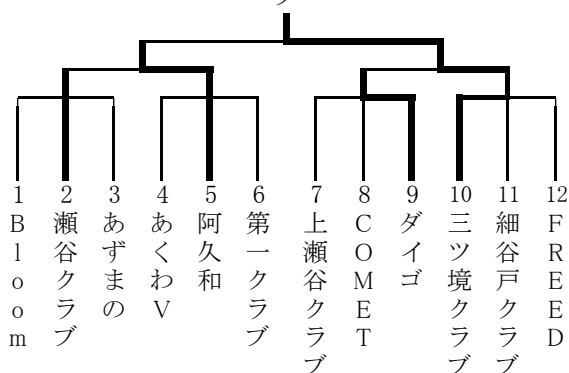 ブ
1 Bloom
2 瀬谷クラブ
3 あずまの
4 あくわV
5 阿久和
6 第一クラブ
7 上瀬谷クラブ
8 COMET
9 ダイゴ
10 三ツ境クラブ
11 細谷戸クラブ
12 FREED